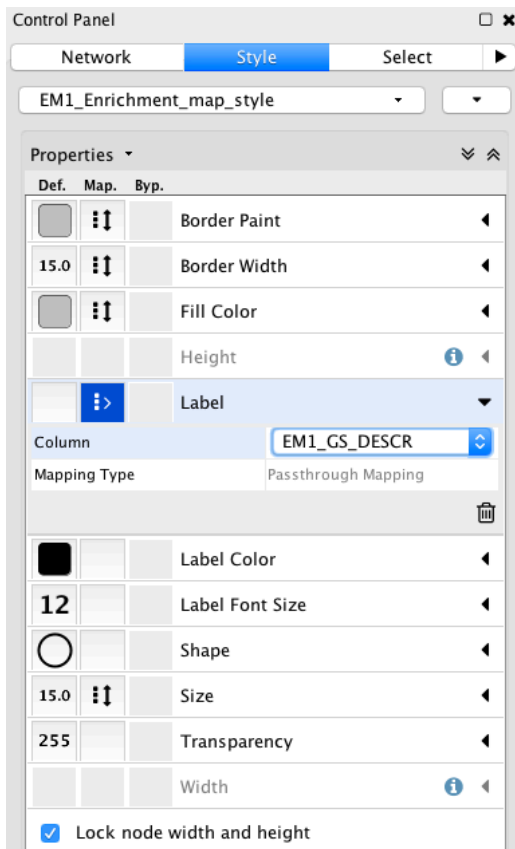 Control Panel
Network Style Select
EM1_Enrichment_map_style
Properties
Def. Map. Byp.
Border Paint
15.0 Border Width
Fill Color
Height
Label
Column EM1_GS_DESCR
Mapping Type Passthrough Mapping
Label Color
12 Label Font Size
Shape
15.0 Size
255 Transparency
Width
Lock node width and height